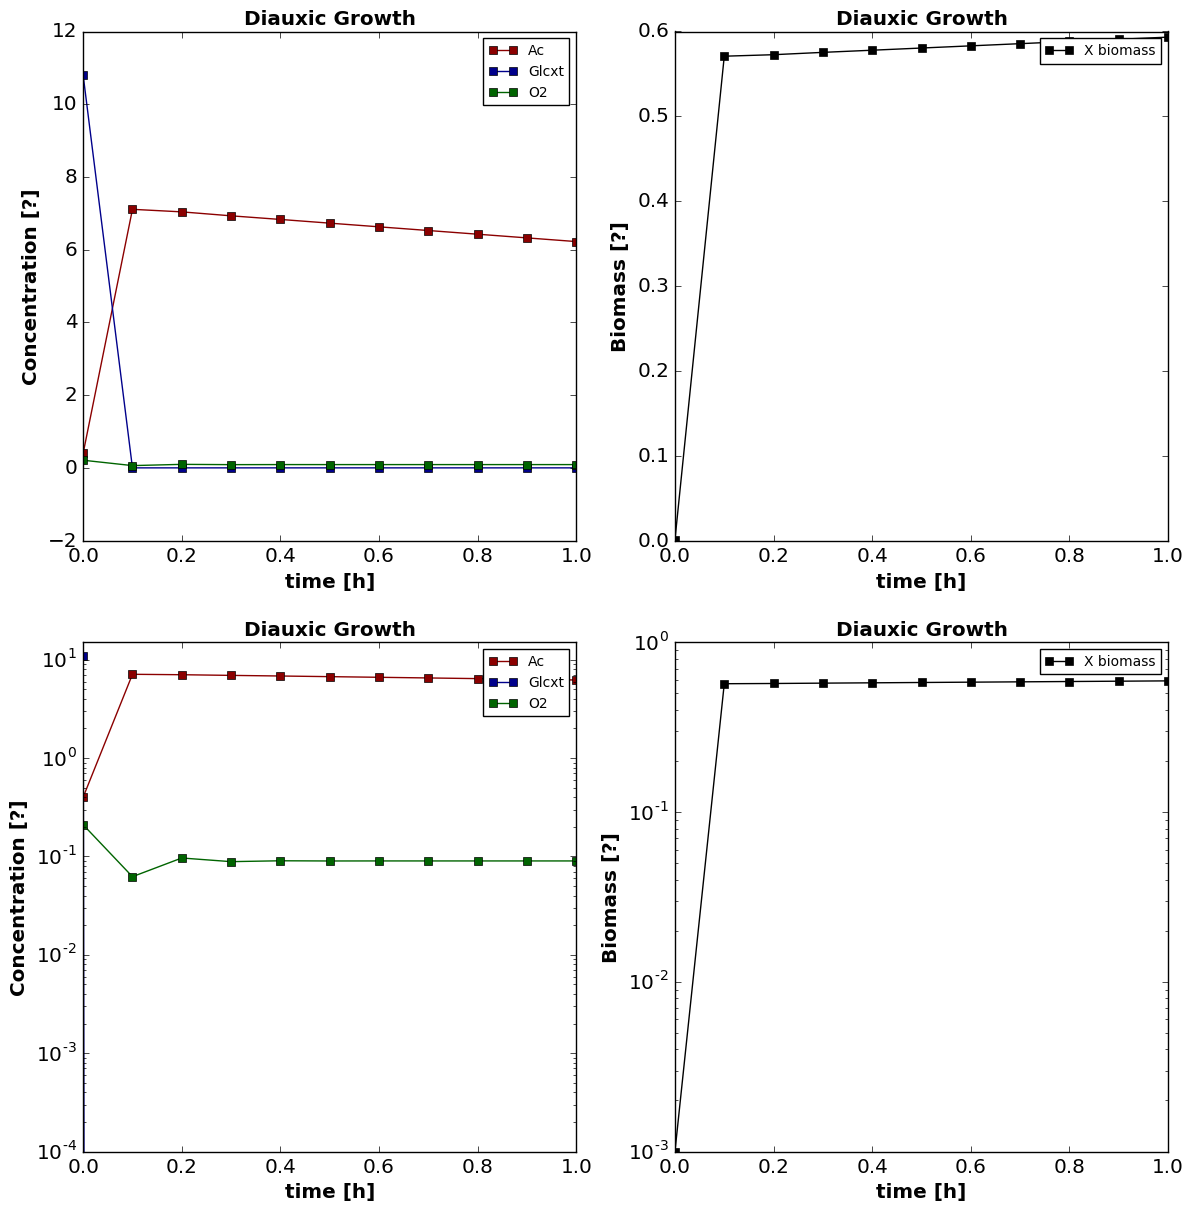 Diauxic Growth
12
10
8
6
4
2
0
−2
Concentration [?]
Ac
Glcxt
O2
0.0 0.2 0.4 0.6 0.8 1.0
time [h]
Diauxic Growth
0.6
0.5
0.4
0.3
0.2
0.1
0.0
Biomass [?]
X biomass
0.0 0.2 0.4 0.6 0.8 1.0
time [h]
Diauxic Growth
10^1
10^0
10^-1
10^-2
10^-3
10^-4
Concentration [?]
Ac
Glcxt
O2
0.0 0.2 0.4 0.6 0.8 1.0
time [h]
Diauxic Growth
10^0
10^-1
10^-2
10^-3
Biomass [?]
X biomass
0.0 0.2 0.4 0.6 0.8 1.0
time [h]